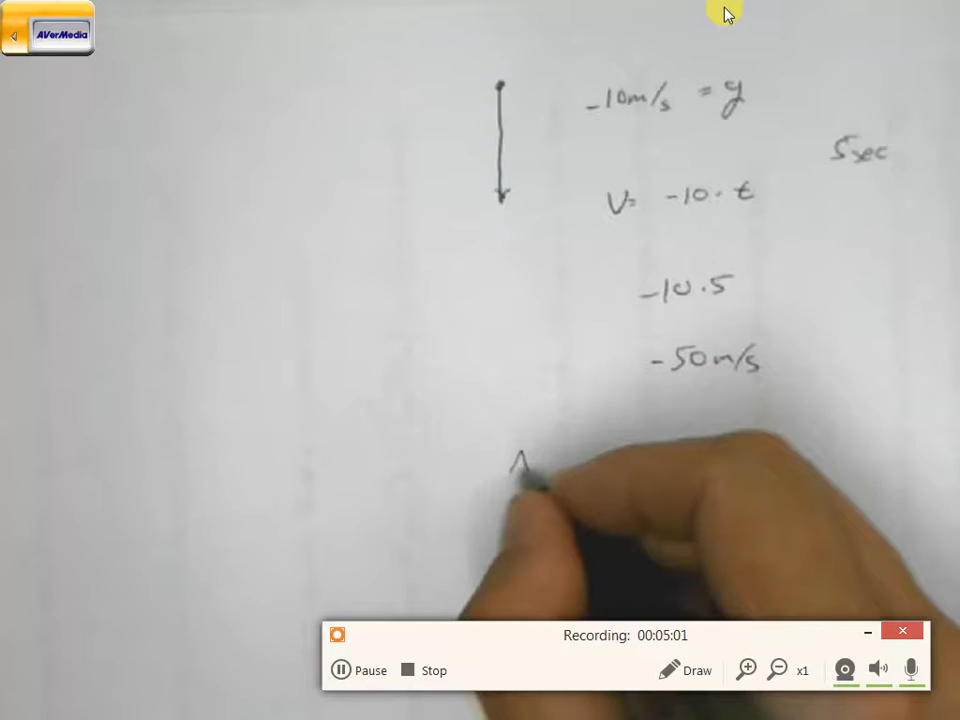 AVerMedia
-10m/s = g
5sec
V= -10 · t
-10.5
-50m/s
Recording: 00:05:01
Pause
Stop
Draw
x1